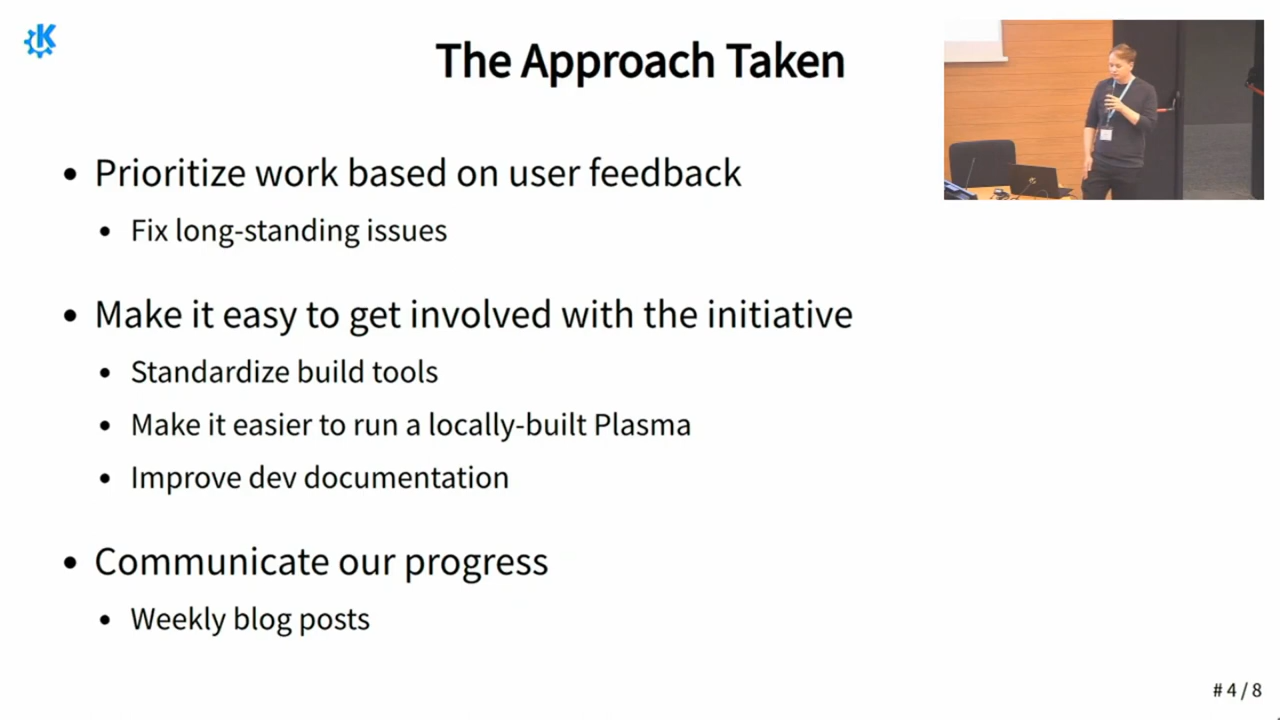 The Approach Taken
• Prioritize work based on user feedback
• Fix long-standing issues
• Make it easy to get involved with the initiative
• Standardize build tools
• Make it easier to run a locally-built Plasma
• Improve dev documentation
• Communicate our progress
• Weekly blog posts
# 4 / 8